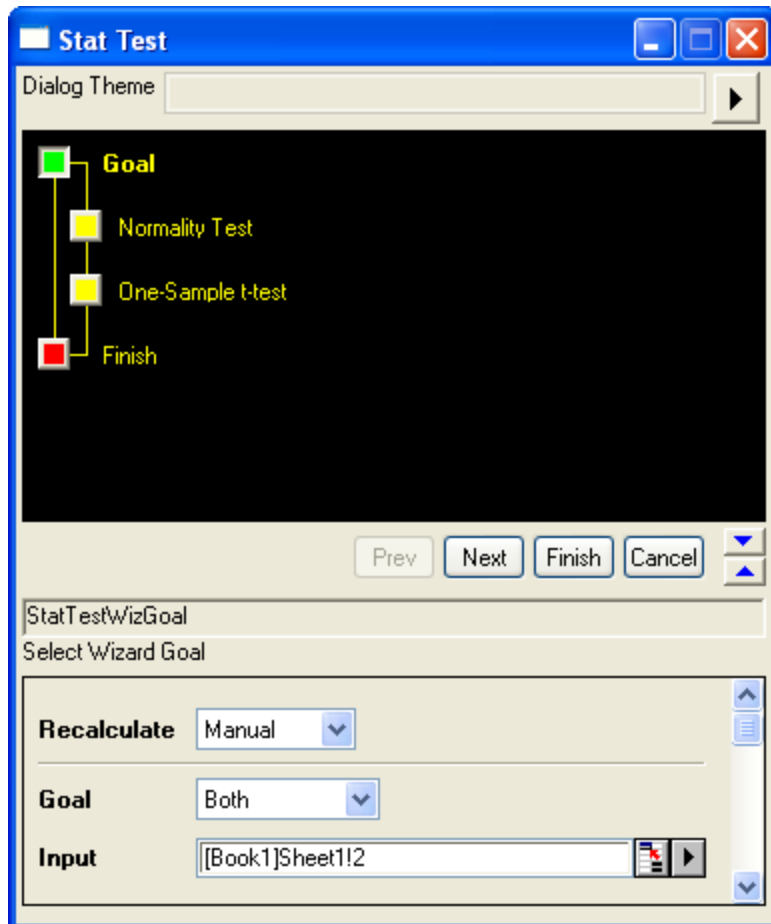 Stat Test
Dialog Theme
Goal
Normality Test
One-Sample t-test
Finish
Prev Next Finish Cancel
StatTestWizGoal
Select Wizard Goal
Recalculate Manual
Goal Both
Input [Book1]Sheet1!2